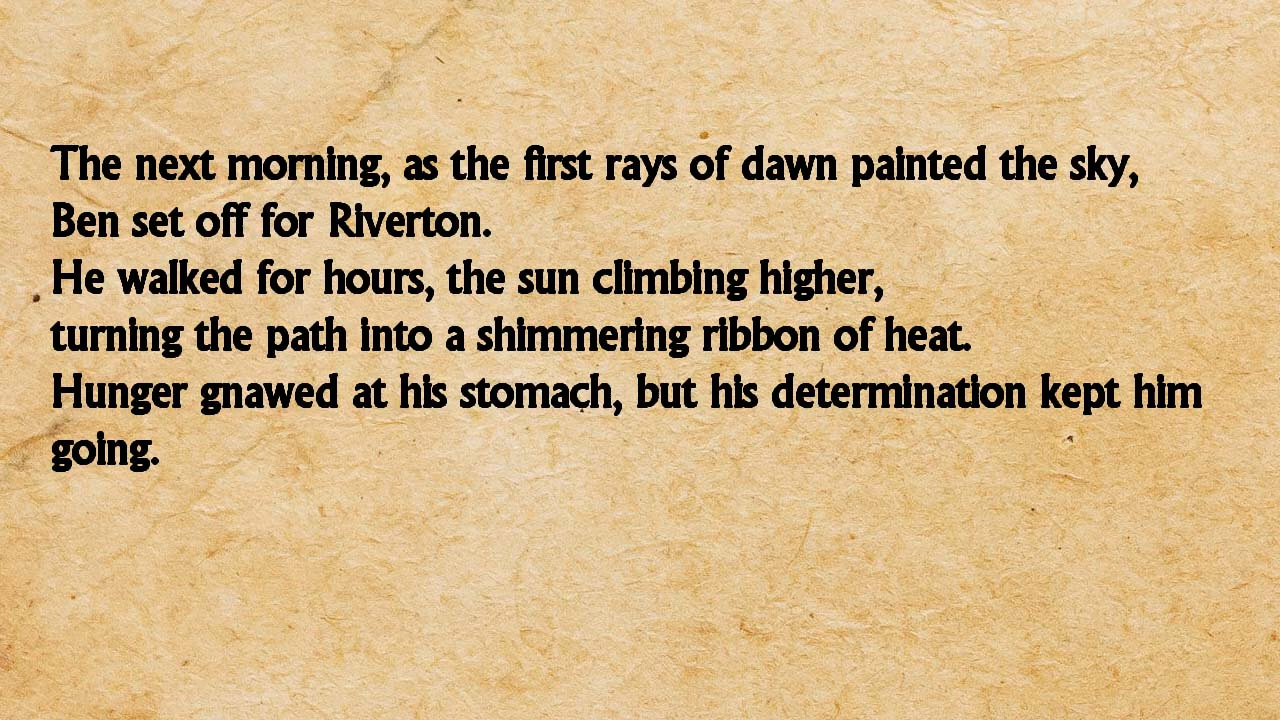 The next morning, as the first rays of dawn painted the sky,
Ben set off for Riverton.
He walked for hours, the sun climbing higher,
turning the path into a shimmering ribbon of heat.
Hunger gnawed at his stomach, but his determination kept him
going.